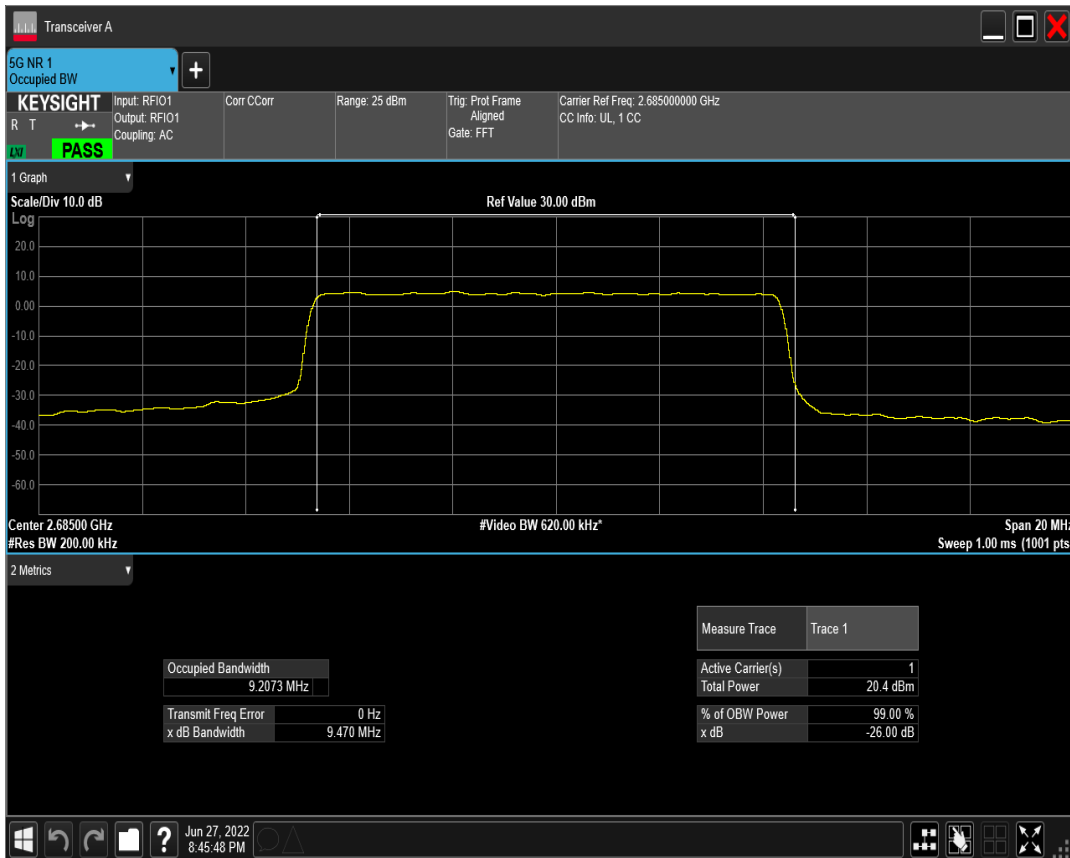 Transceiver A
5G NR 1
Occupied BW
KEYSIGHT
R T
LXI
PASS
Input: RFIO1
Output: RFIO1
Coupling: AC
Corr CCorr
Range: 25 dBm
Trig: Prot Frame
Aligned
Gate: FFT
Carrier Ref Freq: 2.685000000 GHz
CC Info: UL, 1 CC
1 Graph
Scale/Div 10.0 dB
Ref Value 30.00 dBm
Log
20.0
10.0
0.00
-10.0
-20.0
-30.0
-40.0
-50.0
-60.0
Center 2.68500 GHz
#Video BW 620.00 kHz*
Span 20 MHz
#Res BW 200.00 kHz
Sweep 1.00 ms (1001 pts
2 Metrics
Measure Trace Trace 1
Occupied Bandwidth
9.2073 MHz
Active Carrier(s) 1
Total Power 20.4 dBm
Transmit Freq Error 0 Hz
x dB Bandwidth 9.470 MHz
% of OBW Power 99.00 %
x dB -26.00 dB
?
Jun 27, 2022
8:45:48 PM